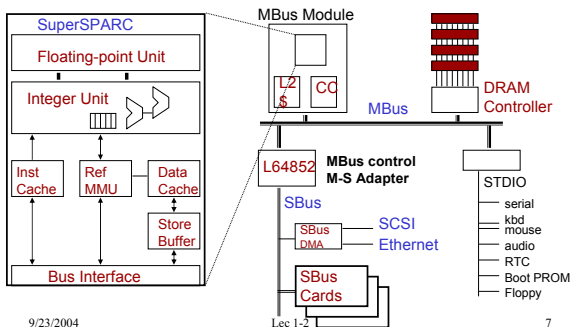 SuperSPARC
Floating-point Unit
Integer Unit
Inst
Cache
Ref
MMU
Data
Cache
Store
Buffer
Bus Interface
MBus Module
L2
$
CC
DRAM
Controller
MBus
L64852
MBus control
M-S Adapter
STDIO
serial
kbd
mouse
audio
RTC
Boot PROM
Floppy
SBus
SBus
DMA
SCSI
Ethernet
SBus
Cards
9/23/2004
Lec 1-2
7